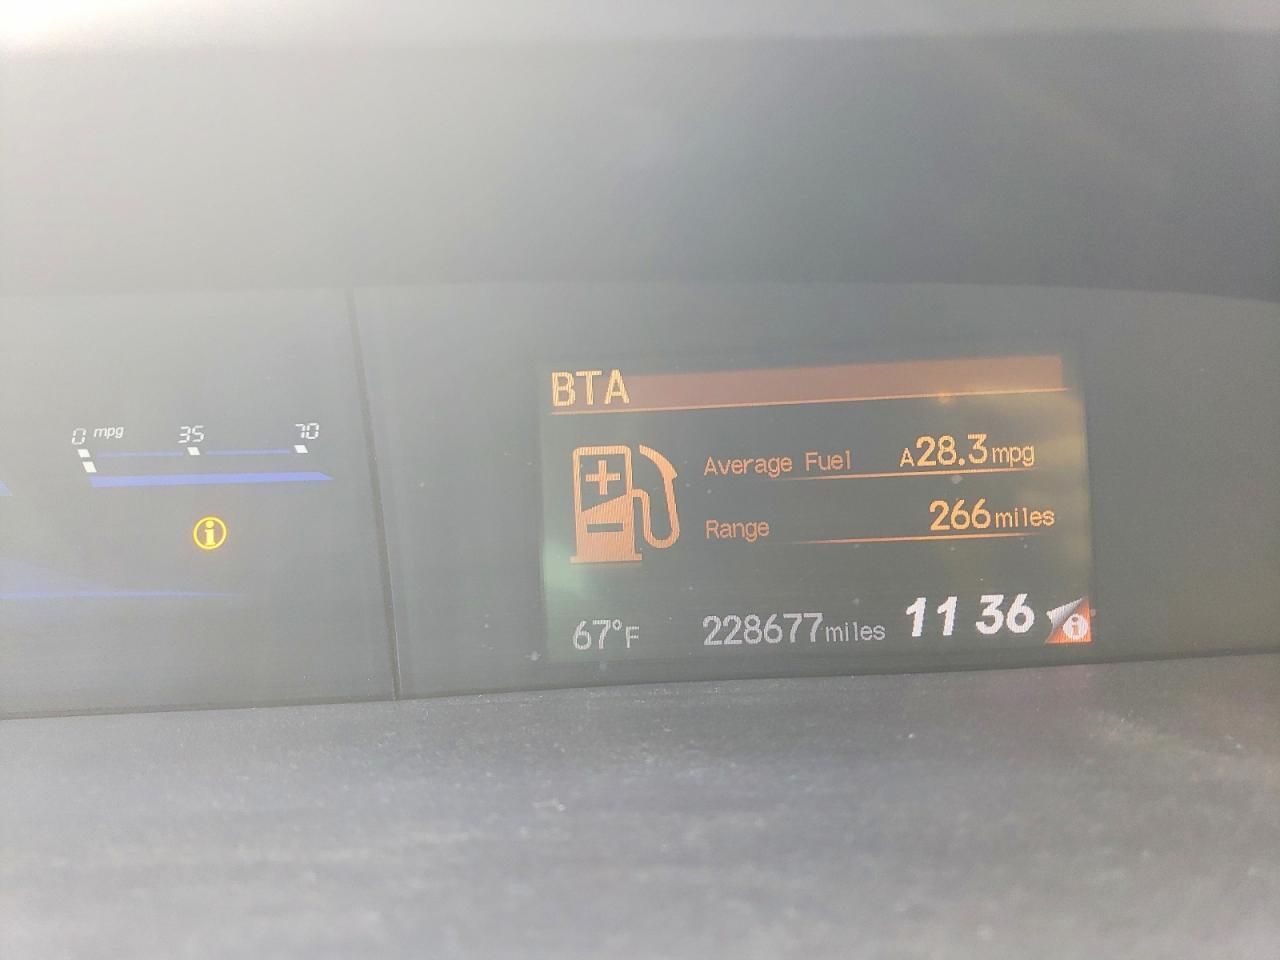 0 mpg 35 70
BTA
Average Fuel A28.3mpg
Range 266miles
67°F 228677miles 11 36